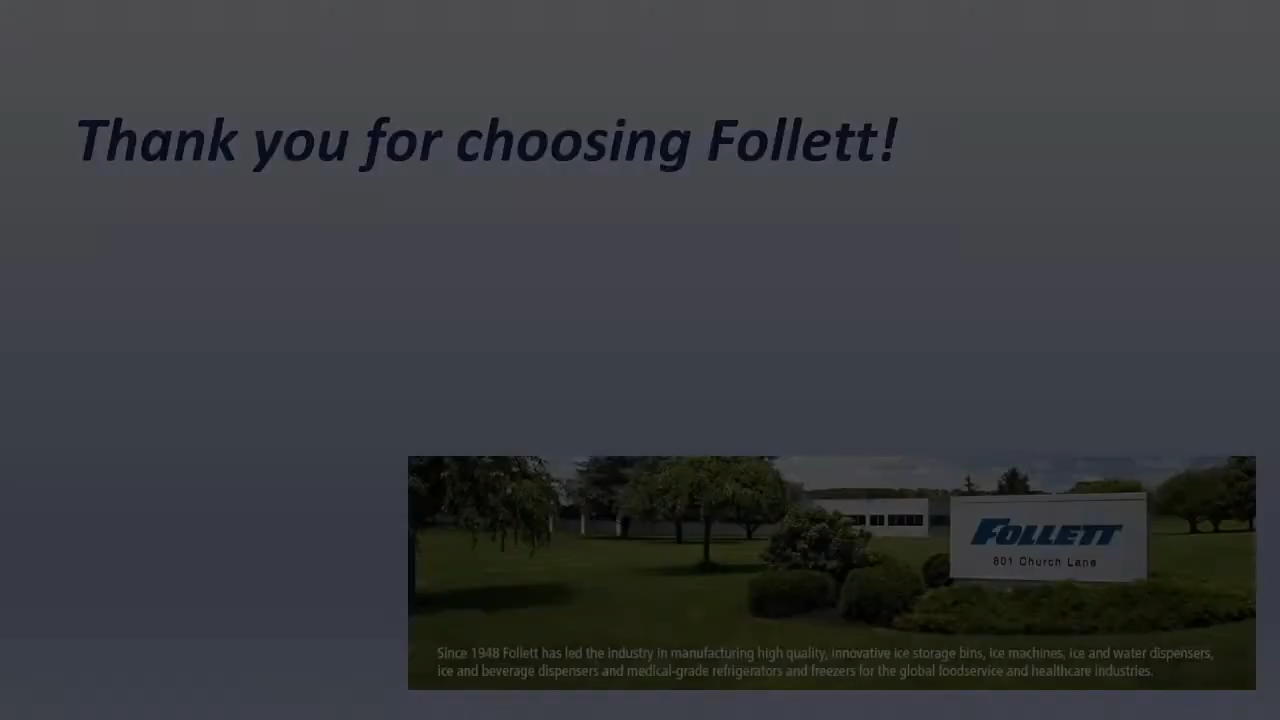 Thank you for choosing Follett!
FOLLETT
801 Church Lane
Since 1948 Follett has led the industry in manufacturing high quality, innovative ice storage bins, ice machines, ice and water dispensers,
ice and beverage dispensers and medical-grade refrigerators and freezers for the global foodservice and healthcare industries.